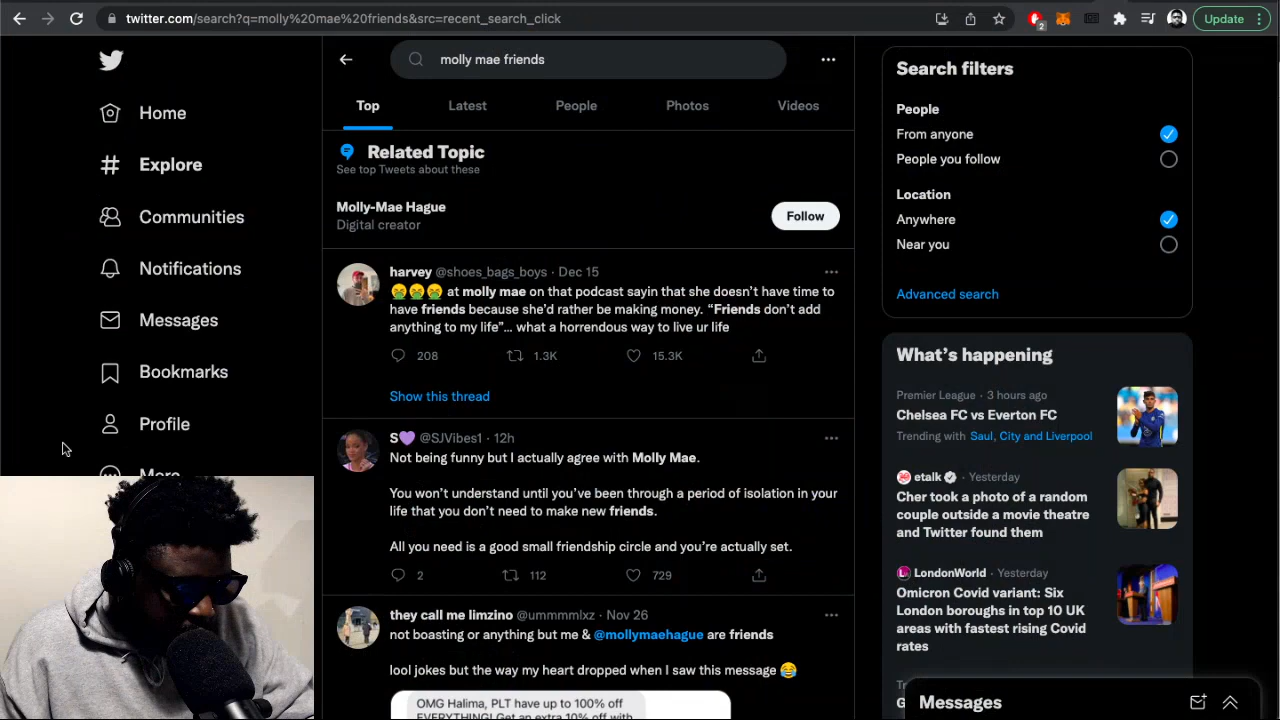 twitter.com/search?q=molly%20mae%20friends&src=recent_search_click
2
Update
molly mae friends
Home
Explore
Communities
Notifications
Messages
Bookmarks
Profile
More
Top
Latest
People
Photos
Videos
Related Topic
See top Tweets about these
Molly-Mae Hague
Digital creator
Follow
harvey @shoes_bags_boys · Dec 15
🤮🤮🤮 at molly mae on that podcast sayin that she doesn’t have time to
have friends because she’d rather be making money. “Friends don’t add
anything to my life”… what a horrendous way to live ur life
208
1.3K
15.3K
Show this thread
S💜 @SJVibes1 · 12h
Not being funny but I actually agree with Molly Mae.
You won’t understand until you’ve been through a period of isolation in your
life that you don’t need to make new friends.
All you need is a good small friendship circle and you’re actually set.
2
112
729
they call me limzino @ummmmlxz · Nov 26
not boasting or anything but me & @mollymaehague are friends
lool jokes but the way my heart dropped when I saw this message 😂
OMG Halima, PLT have up to 100% off
EVERYTHING! Get an extra 10% off with
Search filters
People
From anyone
People you follow
Location
Anywhere
Near you
Advanced search
What’s happening
Premier League · 3 hours ago
Chelsea FC vs Everton FC
Trending with Saul, City and Liverpool
etalk · Yesterday
Cher took a photo of a random
couple outside a movie theatre
and Twitter found them
LondonWorld · Yesterday
Omicron Covid variant: Six
London boroughs in top 10 UK
areas with fastest rising Covid
rates
Messages